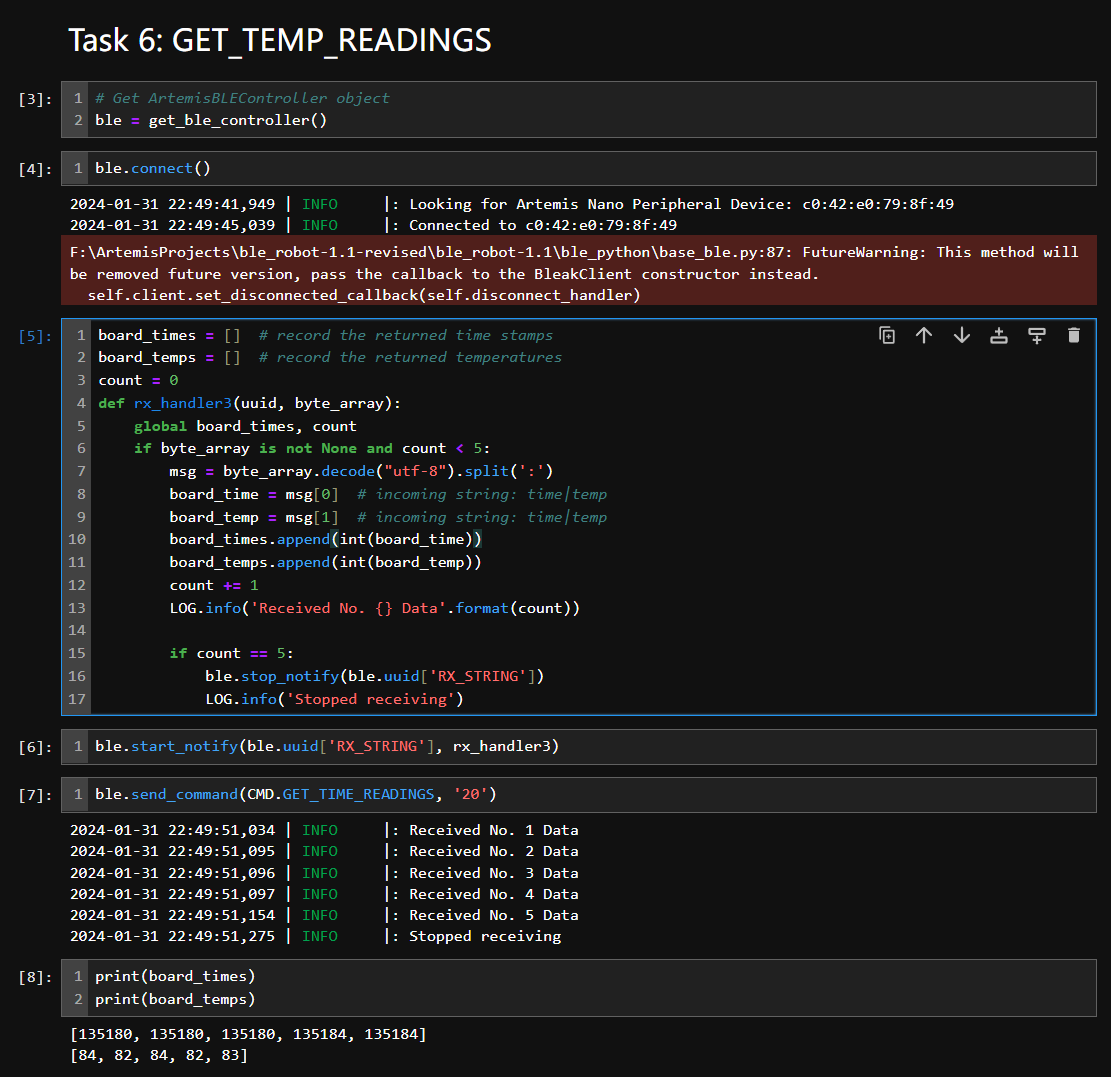 Task 6: GET_TEMP_READINGS
[3]:
1 # Get ArtemisBLEController object
2 ble = get_ble_controller()
[4]:
1 ble.connect()
2024-01-31 22:49:41,949 | INFO     |: Looking for Artemis Nano Peripheral Device: c0:42:e0:79:8f:49
2024-01-31 22:49:45,039 | INFO     |: Connected to c0:42:e0:79:8f:49
F:\ArtemisProjects\ble_robot-1.1-revised\ble_robot-1.1\ble_python\base_ble.py:87: FutureWarning: This method will
be removed future version, pass the callback to the BleakClient constructor instead.
  self.client.set_disconnected_callback(self.disconnect_handler)
[5]:
1 board_times = []  # record the returned time stamps
2 board_temps = []  # record the returned temperatures
3 count = 0
4 def rx_handler3(uuid, byte_array):
5     global board_times, count
6     if byte_array is not None and count < 5:
7         msg = byte_array.decode("utf-8").split(':')
8         board_time = msg[0]  # incoming string: time|temp
9         board_temp = msg[1]  # incoming string: time|temp
10         board_times.append(int(board_time))
11         board_temps.append(int(board_temp))
12         count += 1
13         LOG.info('Received No. {} Data'.format(count))
14
15         if count == 5:
16             ble.stop_notify(ble.uuid['RX_STRING'])
17             LOG.info('Stopped receiving')
[6]:
1 ble.start_notify(ble.uuid['RX_STRING'], rx_handler3)
[7]:
1 ble.send_command(CMD.GET_TIME_READINGS, '20')
2024-01-31 22:49:51,034 | INFO     |: Received No. 1 Data
2024-01-31 22:49:51,095 | INFO     |: Received No. 2 Data
2024-01-31 22:49:51,096 | INFO     |: Received No. 3 Data
2024-01-31 22:49:51,097 | INFO     |: Received No. 4 Data
2024-01-31 22:49:51,154 | INFO     |: Received No. 5 Data
2024-01-31 22:49:51,275 | INFO     |: Stopped receiving
[8]:
1 print(board_times)
2 print(board_temps)
[135180, 135180, 135180, 135184, 135184]
[84, 82, 84, 82, 83]